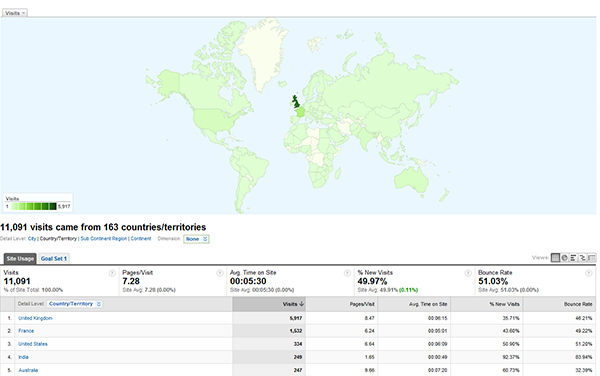 Visits
Visits
1 5,917
11,091 visits came from 163 countries/territories
Detail Level: City | Country/Territory | Sub Continent Region | Continent Dimension: None
Site Usage Goal Set 1 Views:
Visits Pages/Visit Avg. Time on Site % New Visits Bounce Rate
11,091 7.28 00:05:30 49.97% 51.03%
% of Site Total: 100.00% Site Avg: 7.28 (0.00%) Site Avg: 00:05:30 (0.00%) Site Avg: 49.91% (0.11%) Site Avg: 51.03% (0.00%)
Detail Level: Country/Territory Visits Pages/Visit Avg. Time on Site % New Visits Bounce Rate
1. United Kingdom 5,917 8.47 00:06:15 35.71% 46.21%
2. France 1,532 6.24 00:05:01 43.60% 49.22%
3. United States 334 6.64 00:06:09 50.90% 51.20%
4. India 249 1.65 00:00:49 92.37% 83.94%
5. Australia 247 9.66 00:07:20 60.73% 32.39%